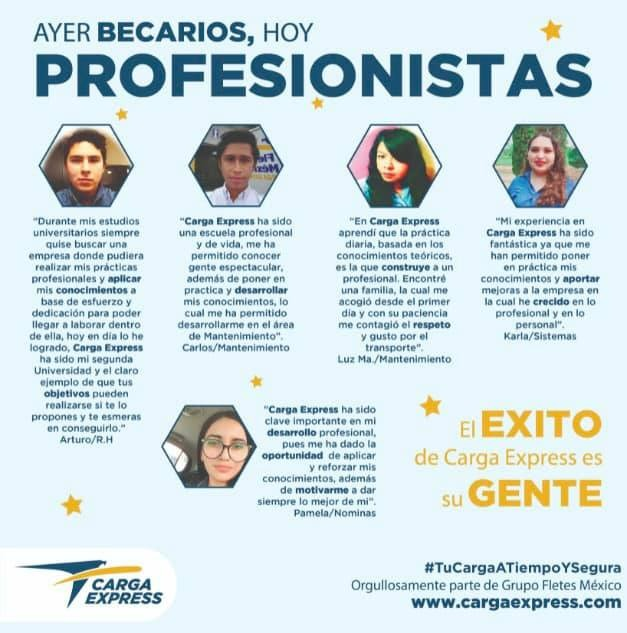 AYER BECARIOS, HOY
PROFESIONISTAS
"Durante mis estudios
universitarios siempre
quise buscar una
empresa donde pudiera
realizar mis prácticas
profesionales y aplicar
mis conocimientos a
base de esfuerzo y
dedicación para poder
llegar a laborar dentro
de ella, hoy en día lo he
logrado, Carga Express
ha sido mi segunda
Universidad y el claro
ejemplo de que tus
objetivos pueden
realizarse si te lo
propones y te esmeras
en conseguirlo."
Arturo/R.H
"Carga Express ha sido
una escuela profesional
y de vida, me ha
permitido conocer
gente espectacular,
además de poner en
practica y desarrollar
mis conocimientos, lo
cual me ha permitido
desarrollarme en el área
de Mantenimiento".
Carlos/Mantenimiento
"En Carga Express
aprendí que la práctica
diaria, basada en los
conocimientos teóricos,
es la que construye a un
profesional. Encontré
una familia, la cual me
acogió desde el primer
día y con su paciencia
me contagió el respeto
y gusto por el
transporte".
Luz Ma./Mantenimiento
"Mi experiencia en
Carga Express ha sido
fantástica ya que me
han permitido poner
en práctica mis
conocimientos y aportar
mejoras a la empresa en
la cual he crecido en lo
profesional y en lo
personal".
Karla/Sistemas
"Carga Express ha sido
clave importante en mi
desarrollo profesional,
pues me ha dado la
oportunidad de aplicar
y reforzar mis
conocimientos, además
de motivarme a dar
siempre lo mejor de mi".
Pamela/Nominas
El EXITO
de Carga Express es
su GENTE
CARGA
EXPRESS
#TuCargaATiempoYSegura
Orgullosamente parte de Grupo Fletes México
www.cargaexpress.com